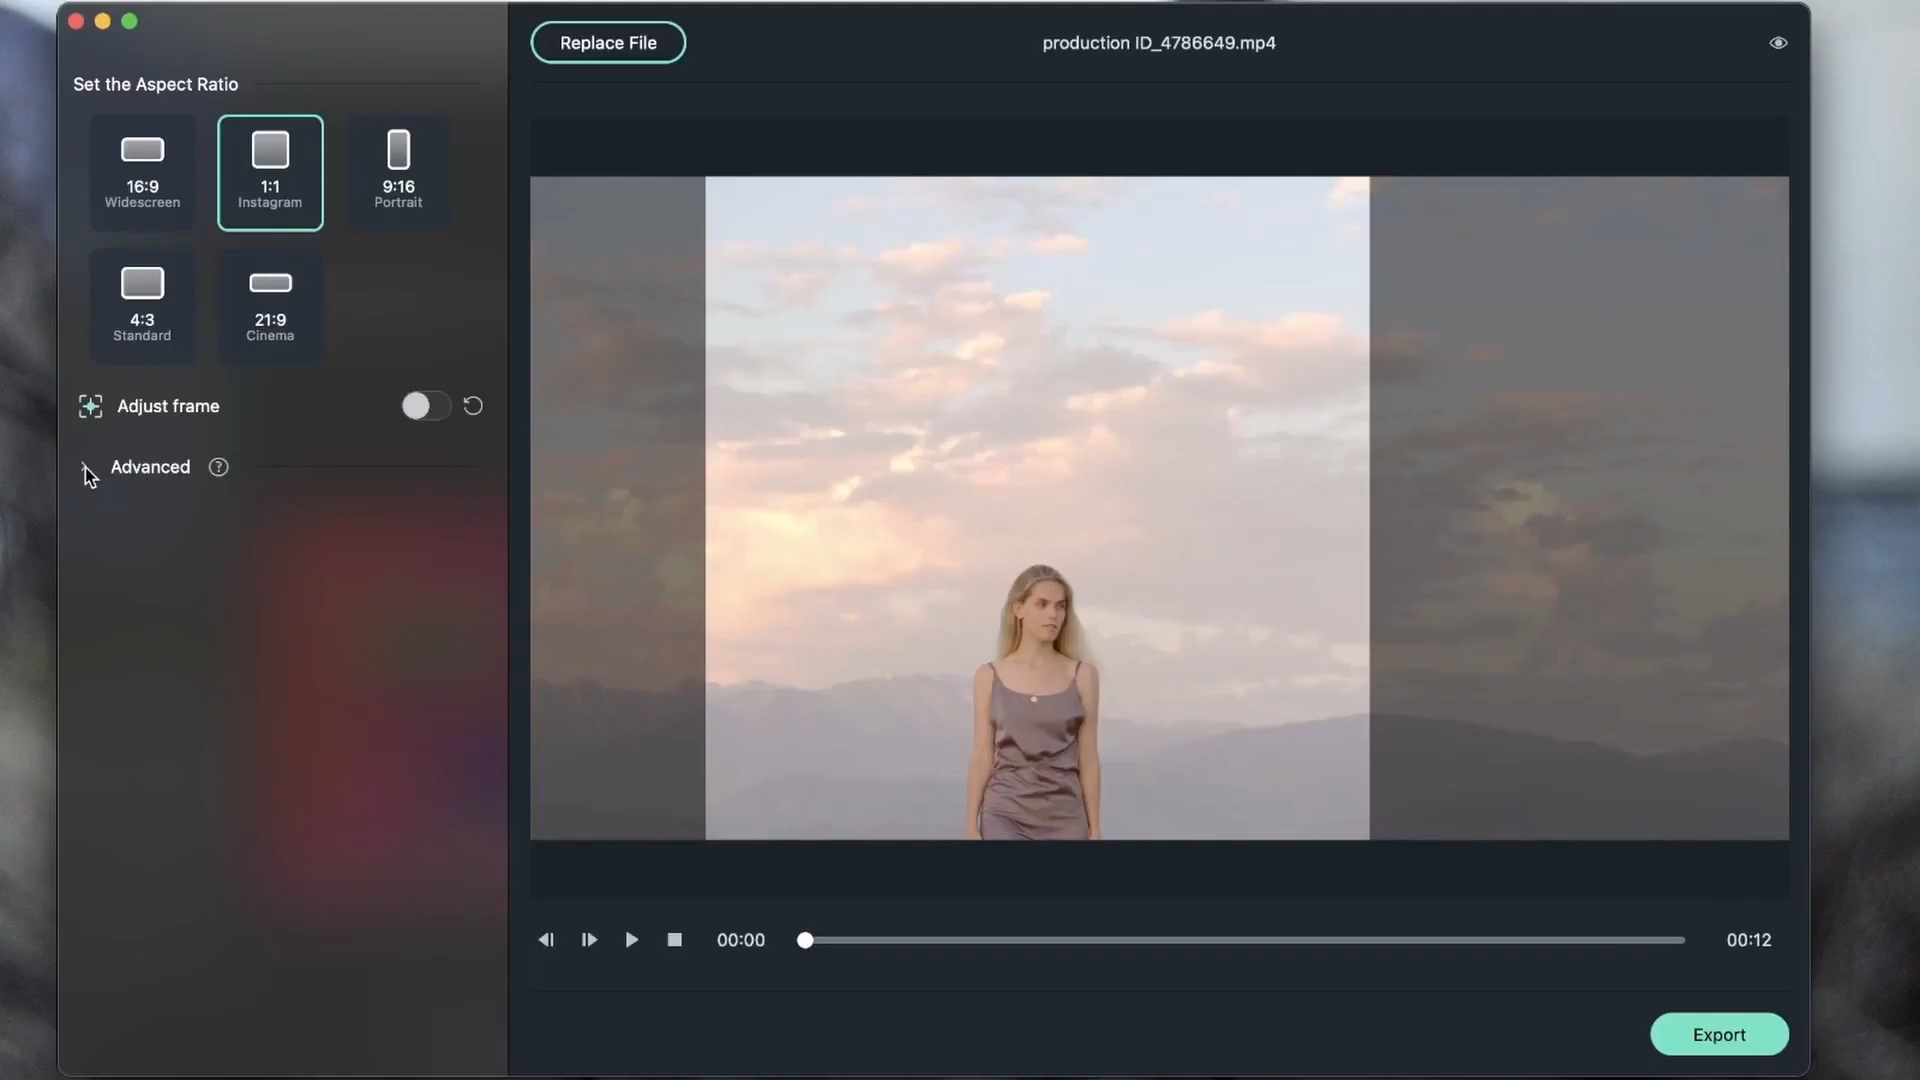 Replace File
production ID_4786649.mp4
Set the Aspect Ratio
16:9
Widescreen
1:1
Instagram
9:16
Portrait
4:3
Standard
21:9
Cinema
Adjust frame
Advanced ?
00:00
00:12
Export